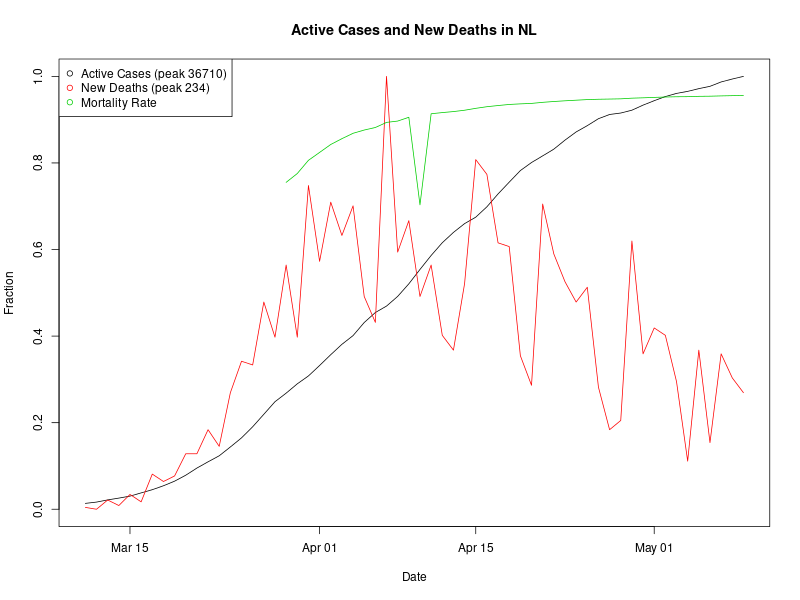 Active Cases and New Deaths in NL
Active Cases (peak 36710)
New Deaths (peak 234)
Mortality Rate
1.0
0.8
0.6
0.4
0.2
0.0
Fraction
Mar 15
Apr 01
Apr 15
May 01
Date